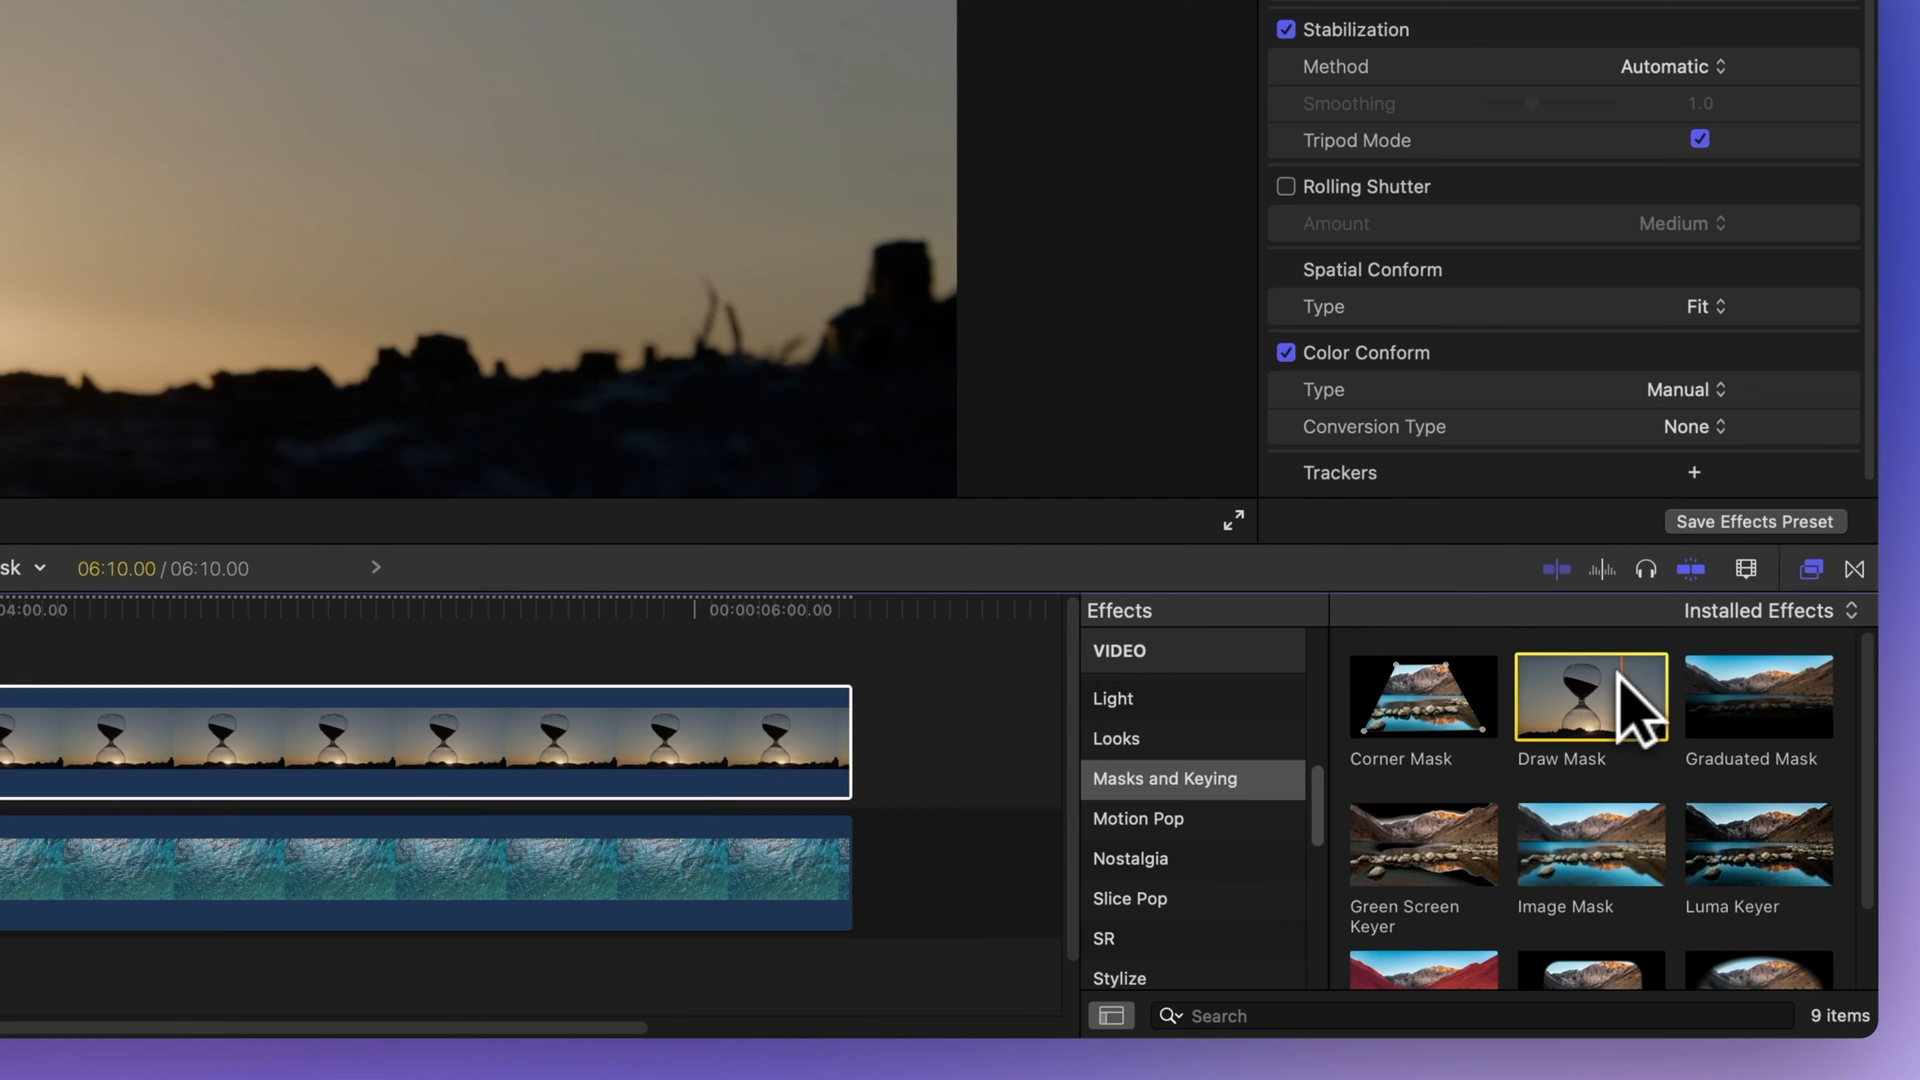 Stabilization
Method Automatic
Smoothing 1.0
Tripod Mode
Rolling Shutter
Amount Medium
Spatial Conform
Type Fit
Color Conform
Type Manual
Conversion Type None
Trackers +
Save Effects Preset
sk 06:10.00 / 06:10.00
04:00.00 00:00:06:00.00
Effects Installed Effects
VIDEO
Light
Looks
Masks and Keying
Motion Pop
Nostalgia
Slice Pop
SR
Stylize
Corner Mask Draw Mask Graduated Mask
Green Screen Keyer Image Mask Luma Keyer
Search 9 items